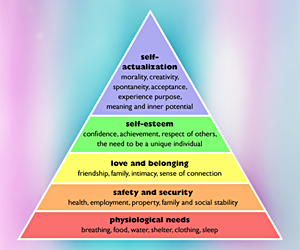 self-
actualization
morality, creativity,
spontaneity, acceptance,
experience purpose,
meaning and inner potential
self-esteem
confidence, achievement, respect of others,
the need to be a unique individual
love and belonging
friendship, family, intimacy, sense of connection
safety and security
health, employment, property, family and social stability
physiological needs
breathing, food, water, shelter, clothing, sleep